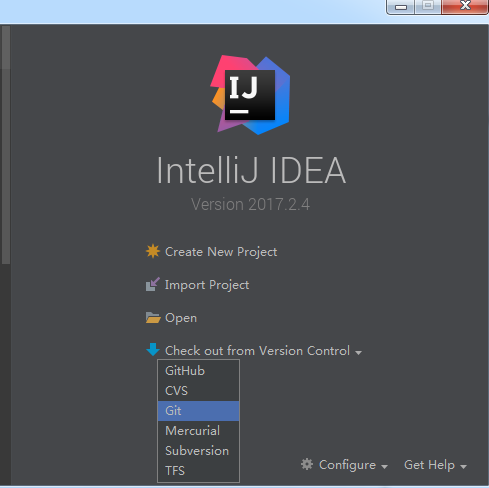 IJ
IntelliJ IDEA
Version 2017.2.4
Create New Project
Import Project
Open
Check out from Version Control
GitHub
CVS
Git
Mercurial
Subversion
TFS
Configure Get Help